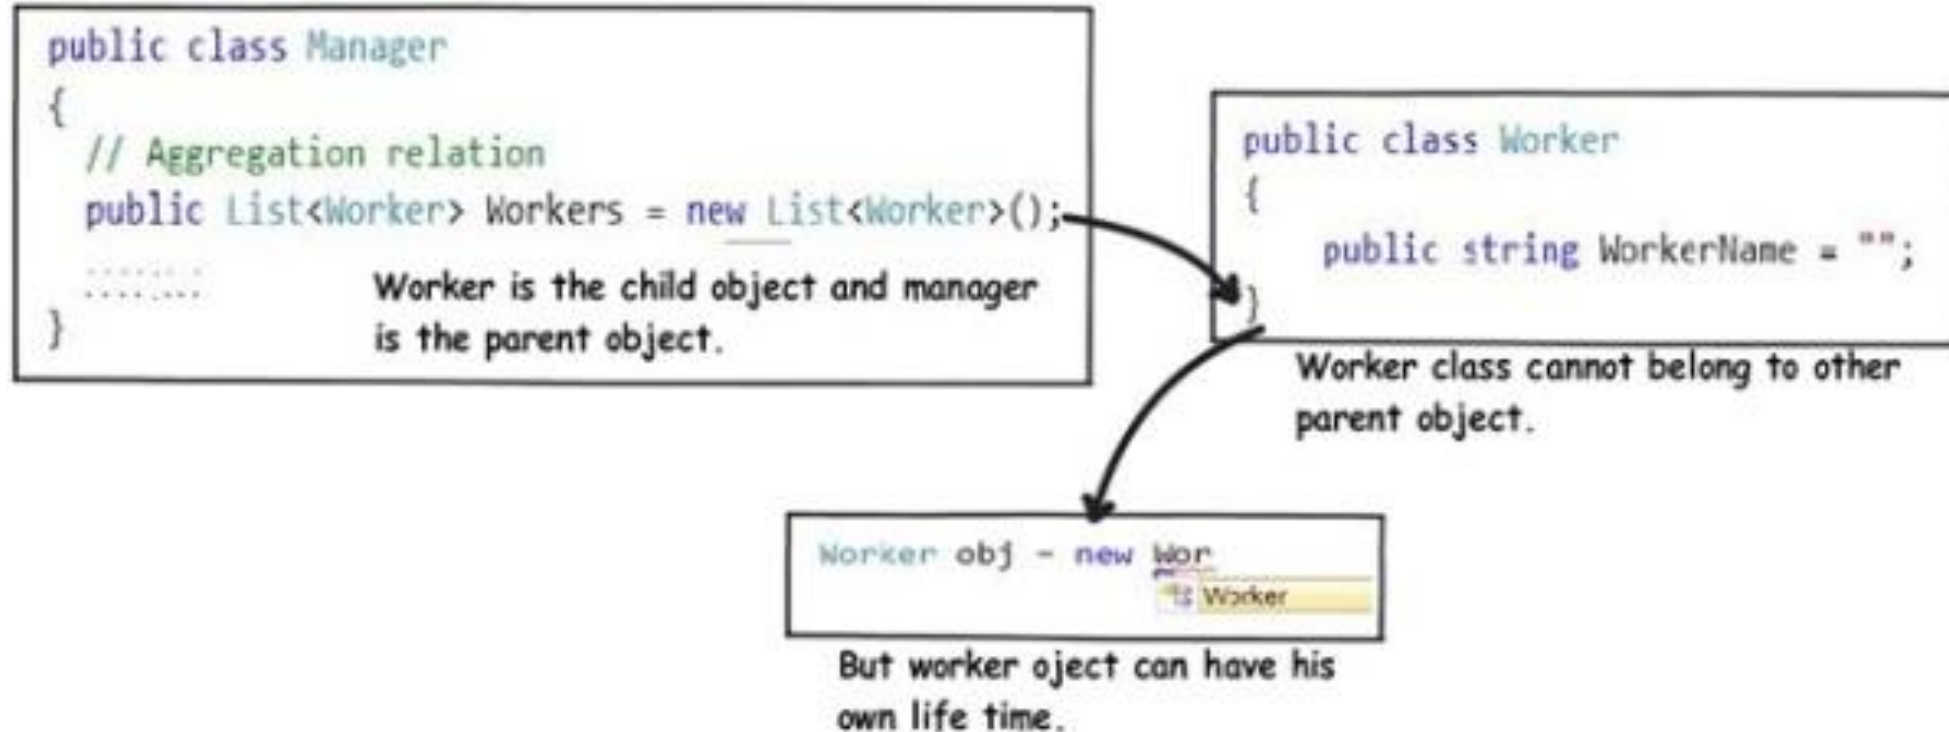 public class Manager
{
// Aggregation relation
public List<Worker> Workers = new List<Worker>();
Worker is the child object and manager
is the parent object.
}
public class Worker
{
public string WorkerName = "";
}
Worker class cannot belong to other
parent object.
Worker obj = new Wor
Worker
But worker oject can have his
own life time.